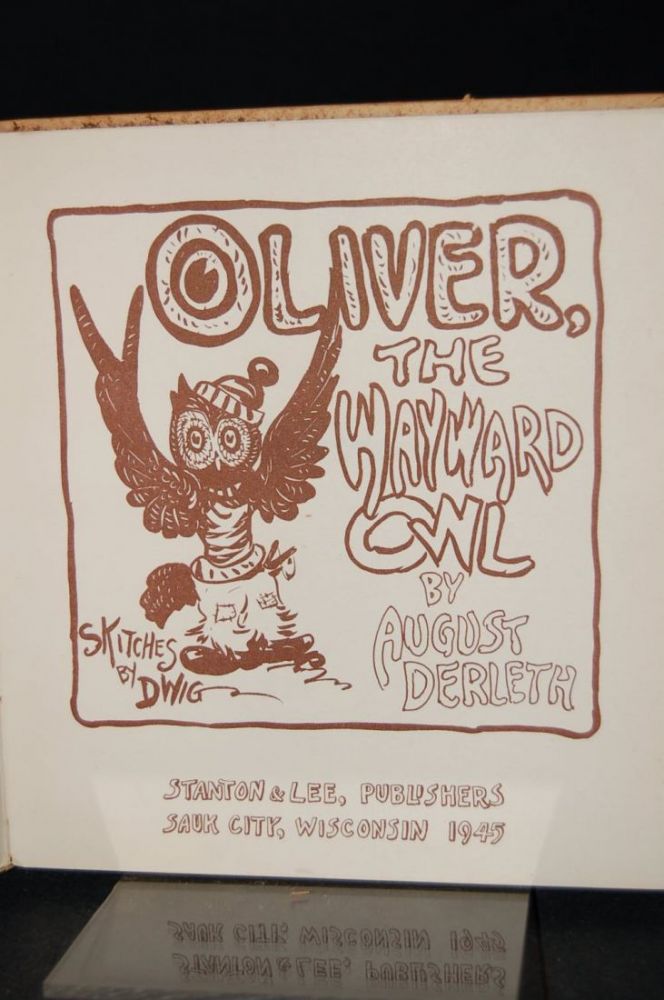 OLIVER,
THE
WAYWARD
OWL
BY
AUGUST
DERLETH
SKITCHES
BY DWIG
STANTON & LEE, PUBLISHERS
SAUK CITY, WISCONSIN 1945